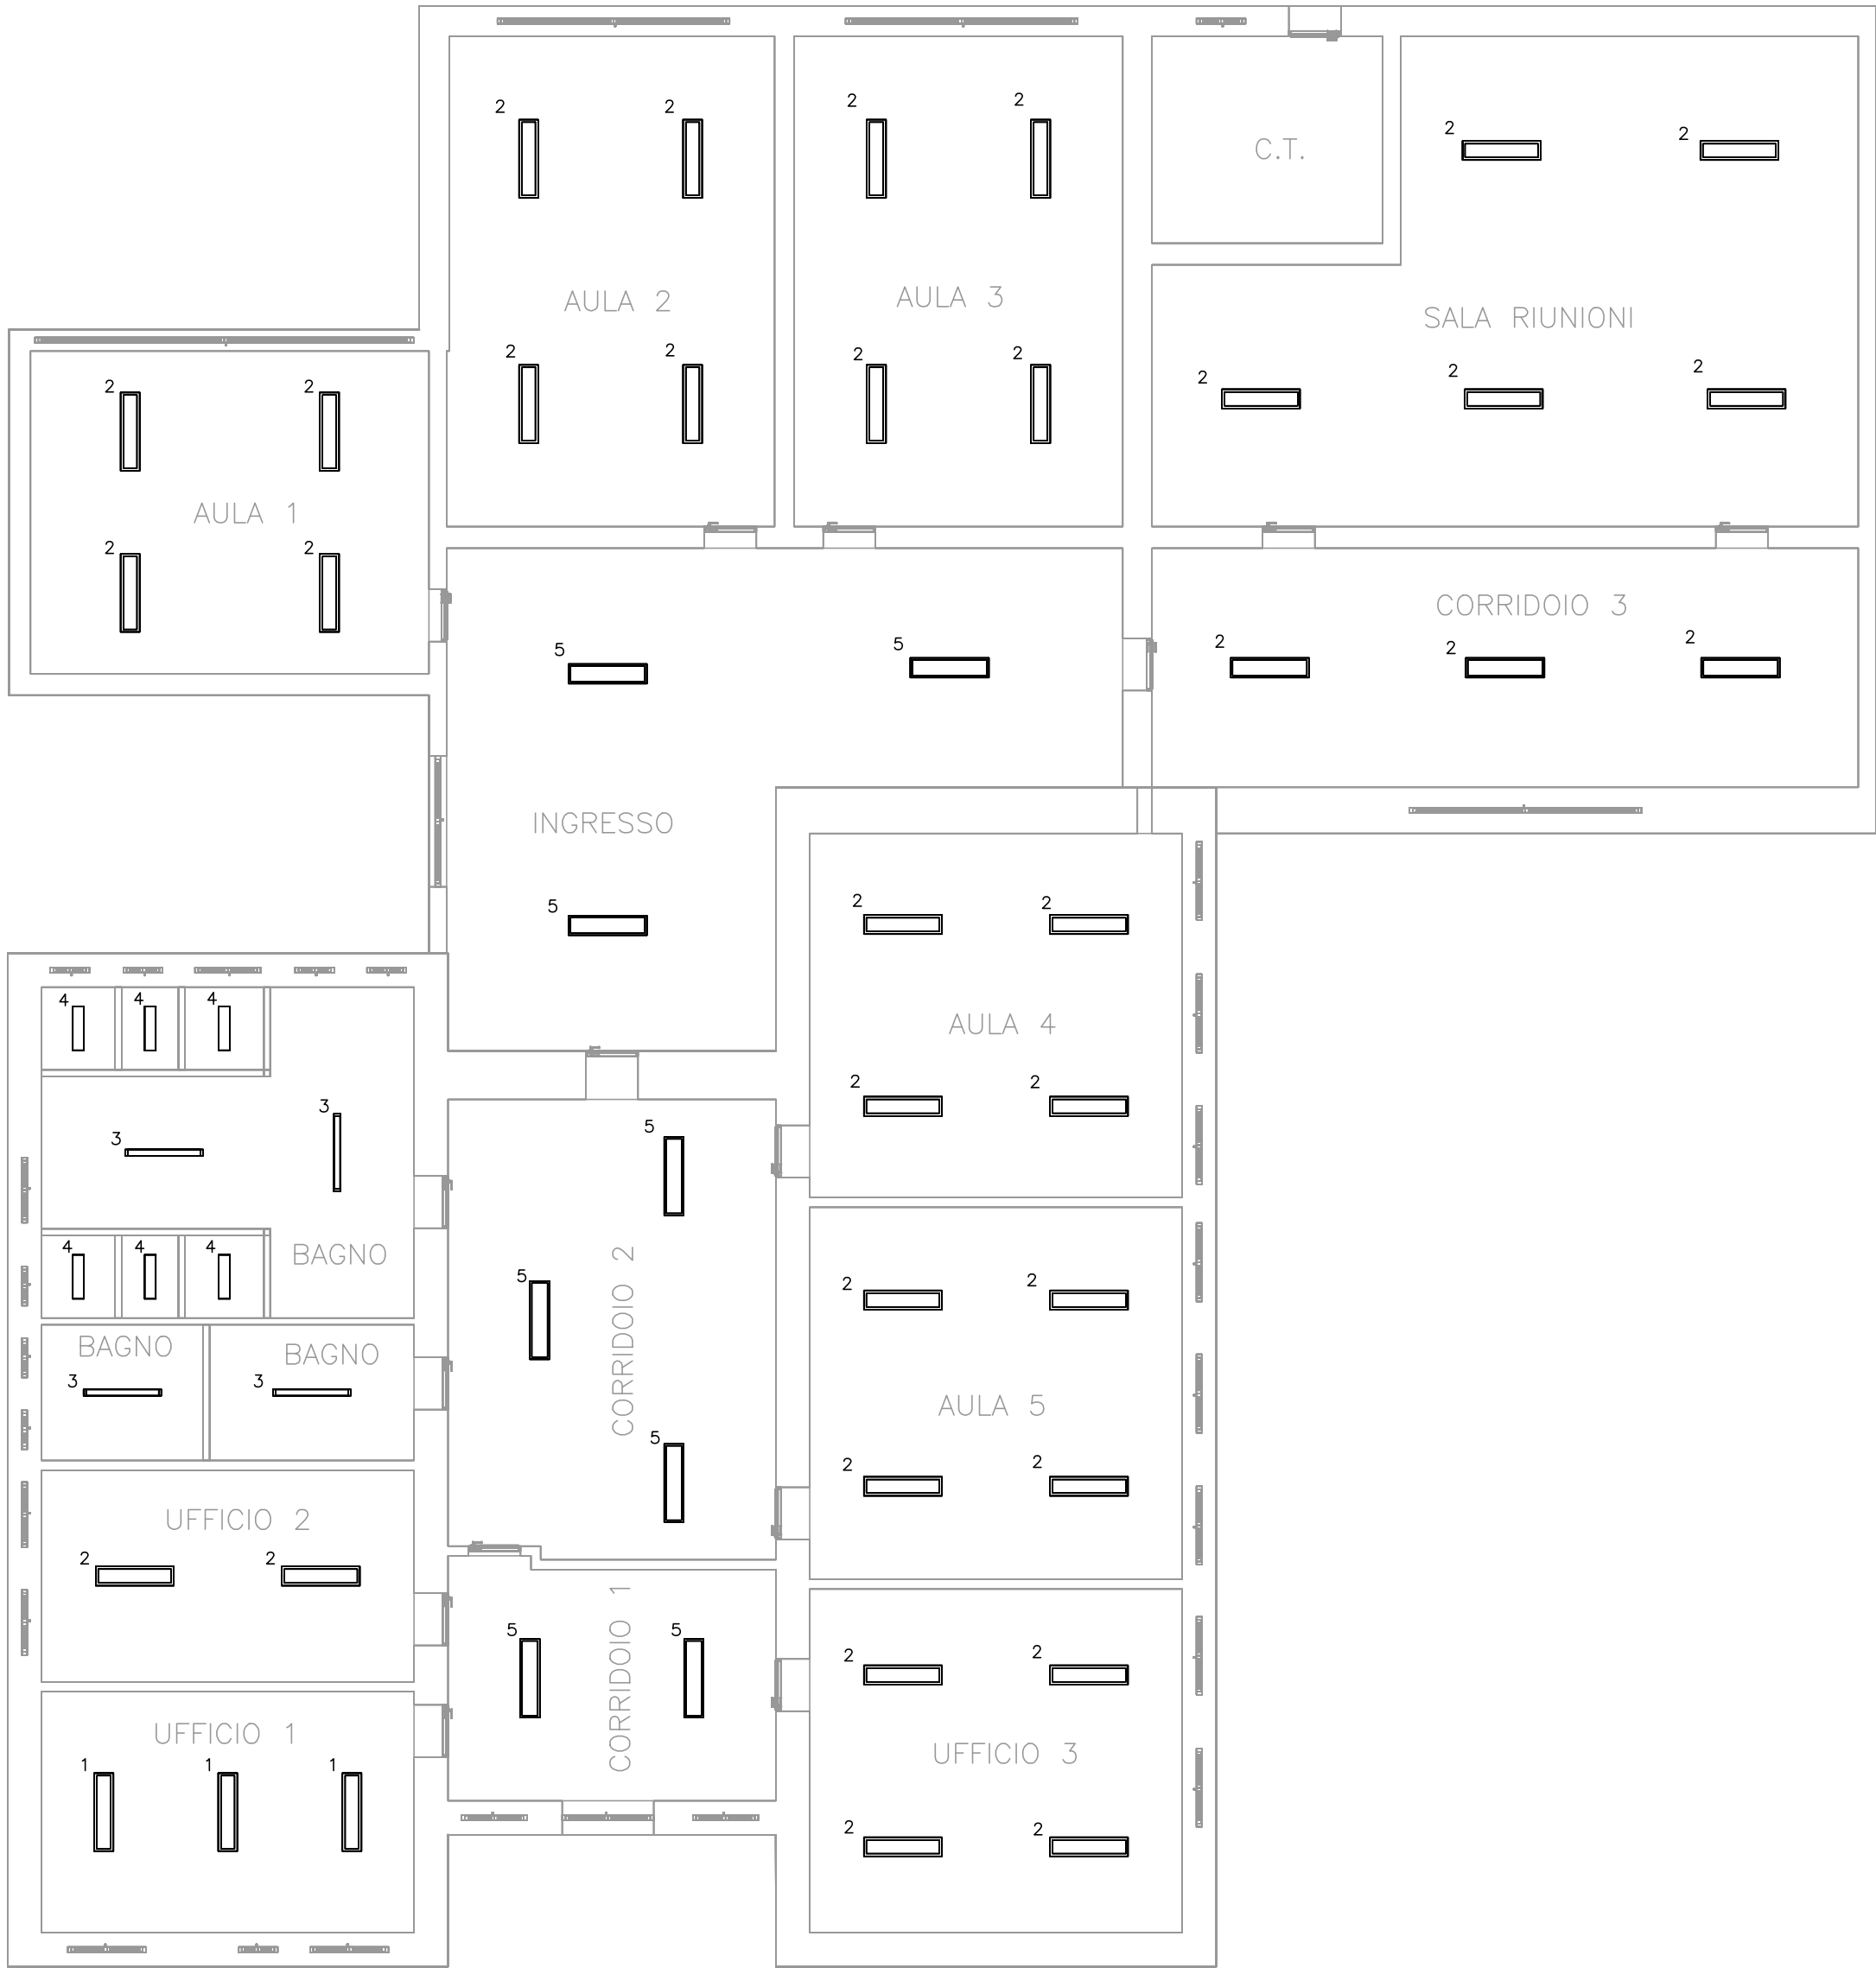 2 2 2 2
2 2
C.T.
AULA 2
AULA 3
SALA RIUNIONI
2 2 2 2
2 2 2
2 2
AULA 1
2 2
CORRIDOIO 3
5 5
2 2 2
INGRESSO
5
2 2
4 4 4
AULA 4
2 2
3
3
5
4 4 4
BAGNO
CORRIDOIO 2
5
2 2
BAGNO
BAGNO
3 3
AULA 5
5
2 2
UFFICIO 2
2 2
CORRIDOIO 1
5 5
2 2
UFFICIO 1
UFFICIO 3
1 1 1
2 2